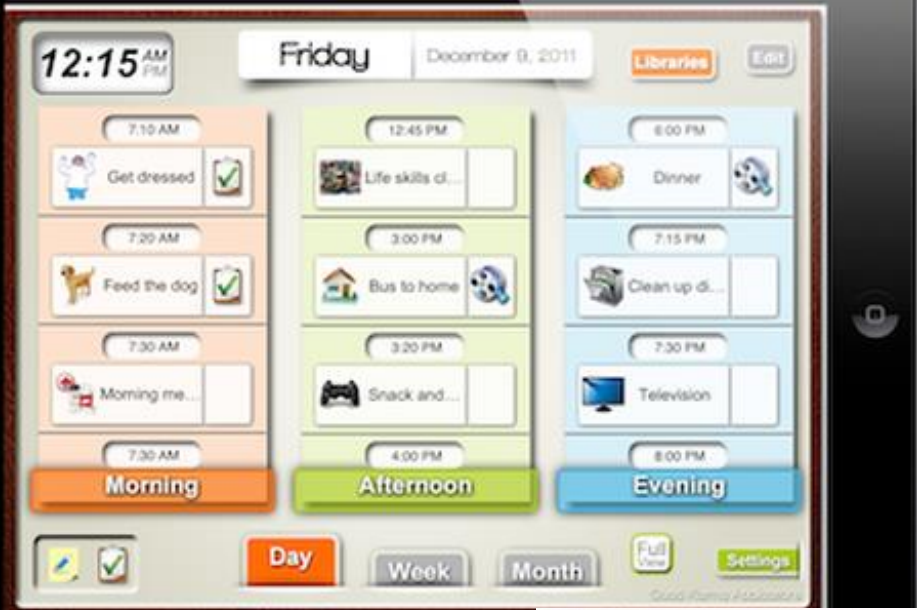 12:15 AM
PM
Friday
December 9, 2011
Libraries
Edit
7:10 AM
Get dressed
7:20 AM
Feed the dog
7:30 AM
Morning me...
7:30 AM
Morning
12:45 PM
Life skills cl...
3:00 PM
Bus to home
3:20 PM
Snack and...
4:00 PM
Afternoon
6:00 PM
Dinner
7:15 PM
Clean up di...
7:30 PM
Television
8:00 PM
Evening
Day
Week
Month
Full
View
Settings
Good Karma Applications